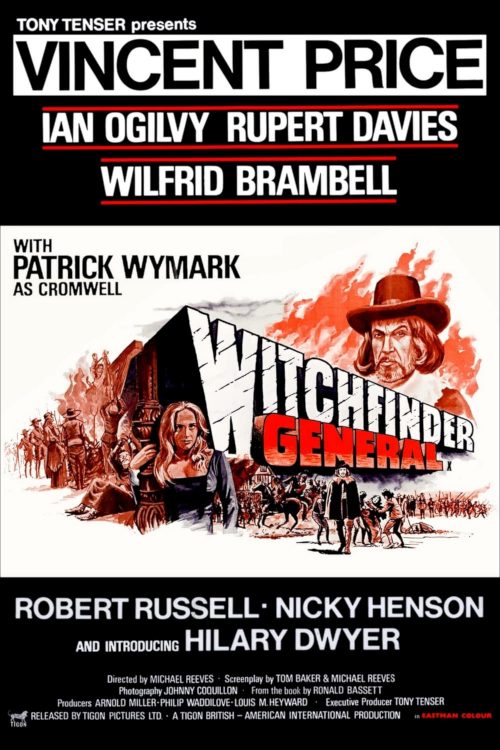 TONY TENSER presents
VINCENT PRICE
IAN OGILVY RUPERT DAVIES
WILFRID BRAMBELL
WITH
PATRICK WYMARK
AS CROMWELL
WITCHFINDER
GENERAL X
ROBERT RUSSELL · NICKY HENSON
AND INTRODUCING HILARY DWYER
Directed by MICHAEL REEVES · Screenplay by TOM BAKER & MICHAEL REEVES
Photography JOHNNY COQUILLON · From the book by RONALD BASSETT
Producers ARNOLD MILLER·PHILIP WADDILOVE·LOUIS M.HEYWARD · Executive Producer TONY TENSER
TIGON RELEASED BY TIGON PICTURES LTD. · A TIGON BRITISH – AMERICAN INTERNATIONAL PRODUCTION in EASTMAN COLOUR